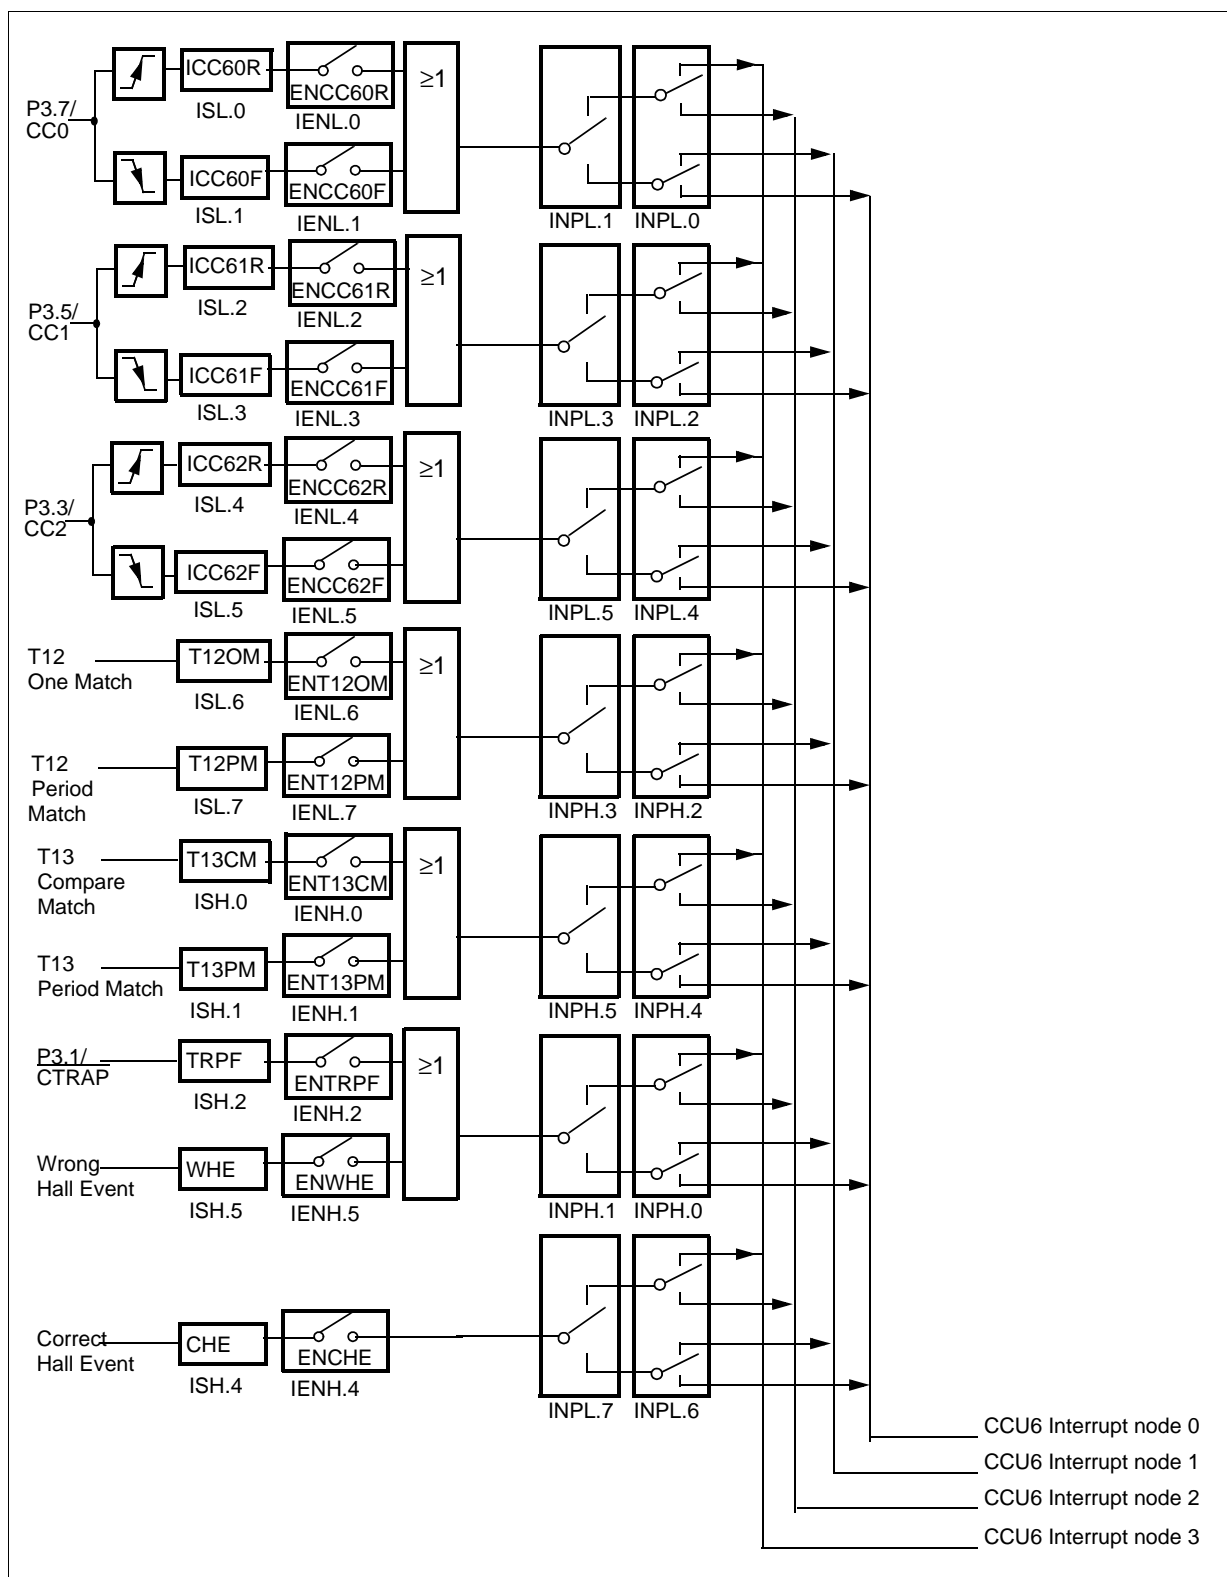 P3.7/
CC0
ICC60R
ISL.0
ENCC60R
IENL.0
≥1
ICC60F
ISL.1
ENCC60F
IENL.1
INPL.1
INPL.0
P3.5/
CC1
ICC61R
ISL.2
ENCC61R
IENL.2
≥1
ICC61F
ISL.3
ENCC61F
IENL.3
INPL.3
INPL.2
P3.3/
CC2
ICC62R
ISL.4
ENCC62R
IENL.4
≥1
ICC62F
ISL.5
ENCC62F
IENL.5
INPL.5
INPL.4
T12
One Match
T12OM
ISL.6
ENT12OM
IENL.6
≥1
T12
Period
Match
T12PM
ISL.7
ENT12PM
IENL.7
INPH.3
INPH.2
T13
Compare
Match
T13CM
ISH.0
ENT13CM
IENH.0
≥1
T13
Period Match
T13PM
ISH.1
ENT13PM
IENH.1
INPH.5
INPH.4
P3.1/
CTRAP
TRPF
ISH.2
ENTRPF
IENH.2
≥1
Wrong
Hall Event
WHE
ISH.5
ENWHE
IENH.5
INPH.1
INPH.0
Correct
Hall Event
CHE
ISH.4
ENCHE
IENH.4
INPL.7
INPL.6
CCU6 Interrupt node 0
CCU6 Interrupt node 1
CCU6 Interrupt node 2
CCU6 Interrupt node 3